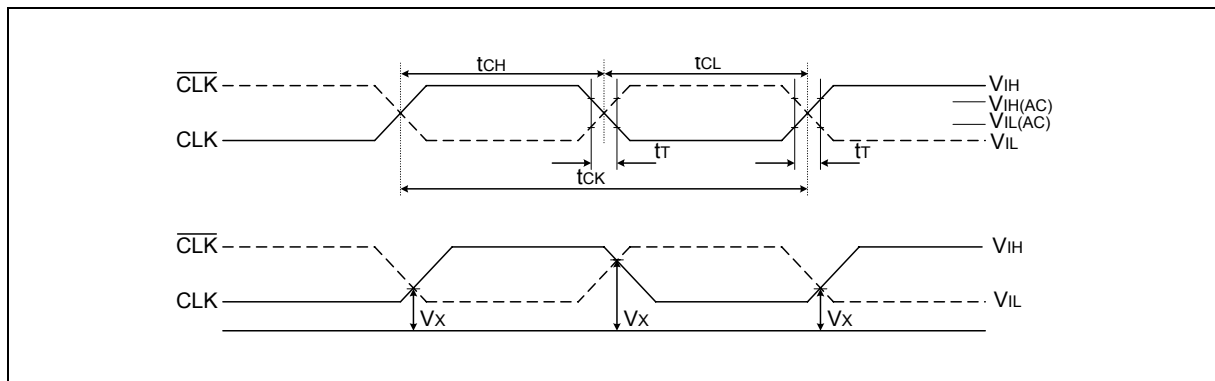 tCH tCL
CLK VIH
VIH(AC)
VIL(AC)
CLK VIL
tT tT
tCK
CLK VIH
CLK VIL
VX VX VX